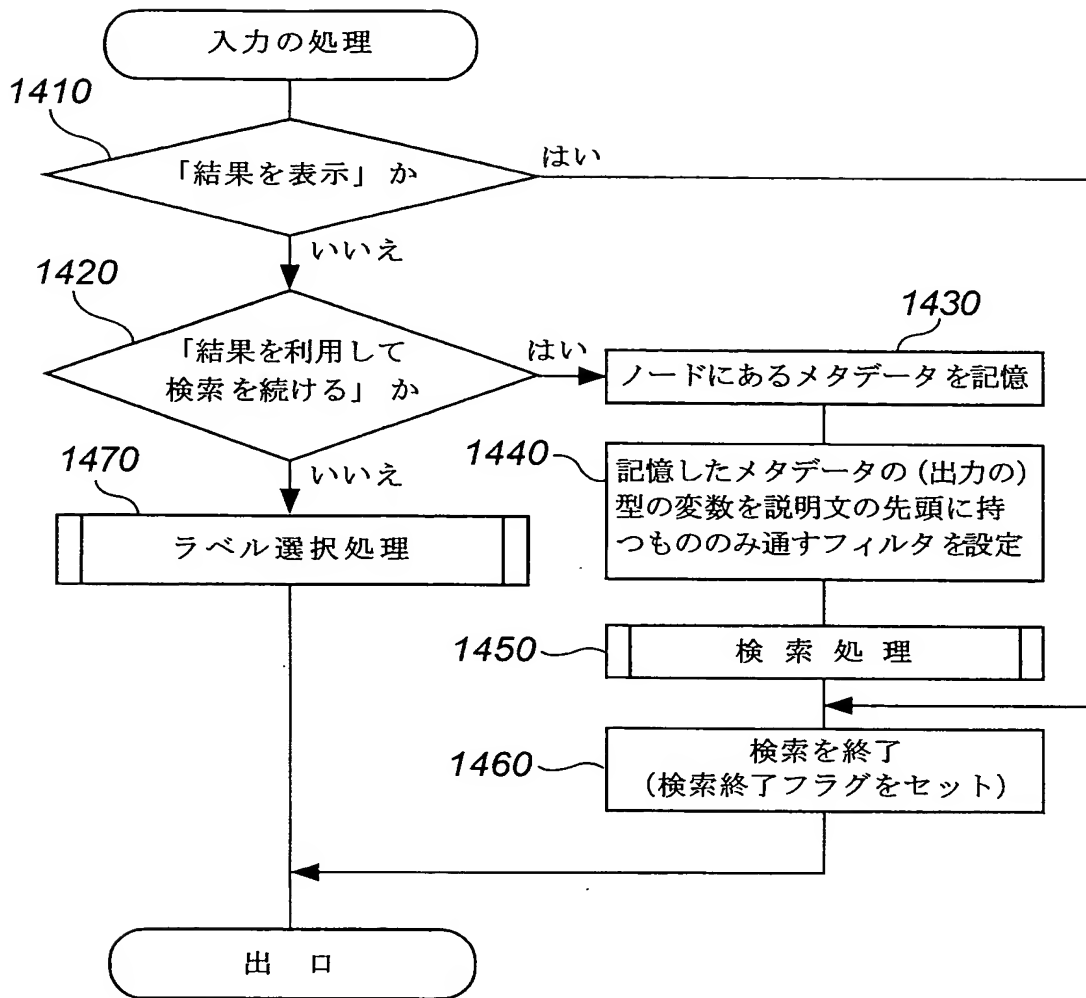 入力の処理
1410
「結果を表示」か
はい
いいえ
1420
「結果を利用して
検索を続ける」か
はい
1430
ノードにあるメタデータを記憶
1440
記憶したメタデータの(出力の)
型の変数を説明文の先頭に持
つもののみ通すフィルタを設定
いいえ
1470
ラベル選択処理
1450
検索処理
1460
検索を終了
(検索終了フラグをセット)
出口